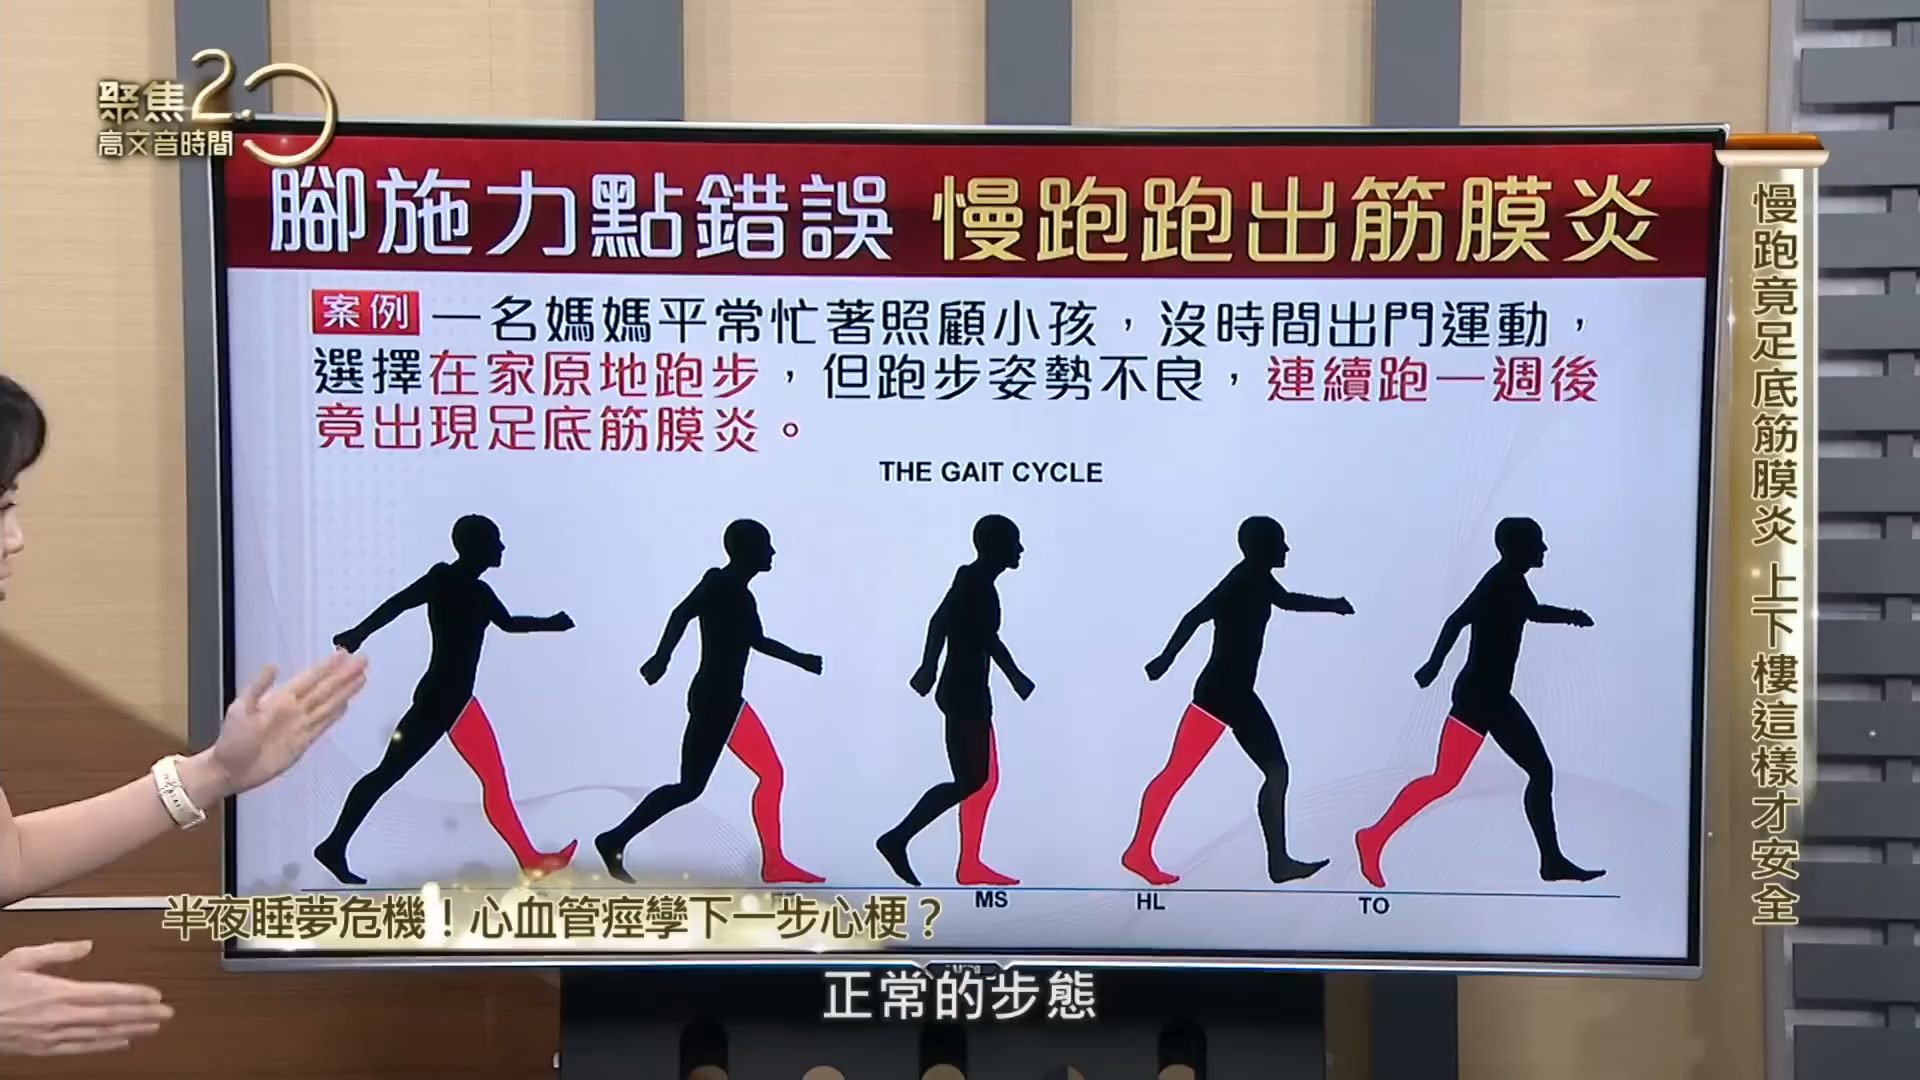 聚焦2.0
高文音時間
腳施力點錯誤 慢跑跑出筋膜炎
案例 一名媽媽平常忙著照顧小孩，沒時間出門運動，
選擇在家原地跑步，但跑步姿勢不良，連續跑一週後
竟出現足底筋膜炎。
THE GAIT CYCLE
MS
HL
TO
半夜睡夢危機！心血管痙攣下一步心梗？
正常的步態
慢跑竟足底筋膜炎 上下樓這樣才安全